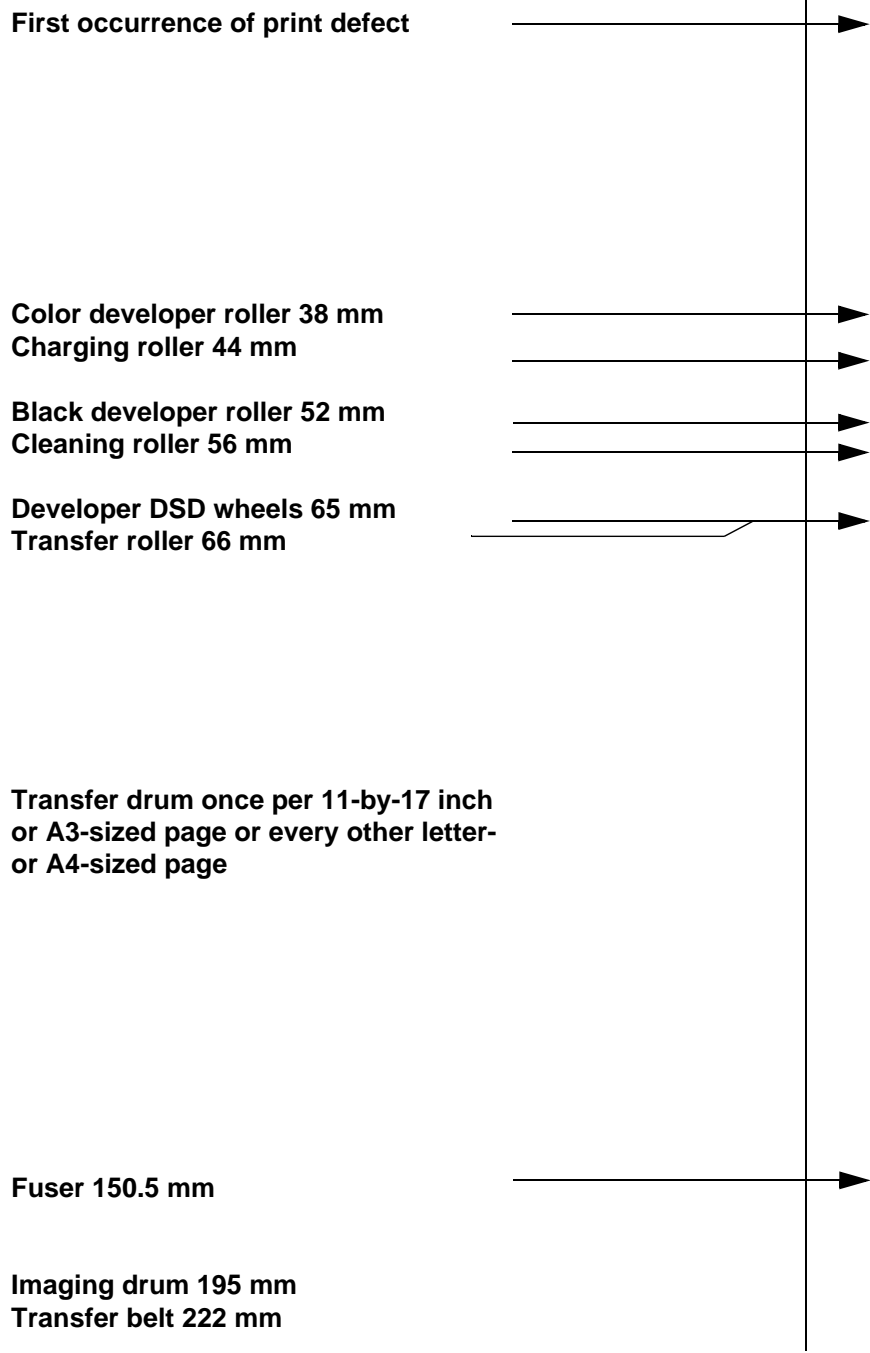 First occurrence of print defect
Color developer roller 38 mm
Charging roller 44 mm
Black developer roller 52 mm
Cleaning roller 56 mm
Developer DSD wheels 65 mm
Transfer roller 66 mm
Transfer drum once per 11-by-17 inch
or A3-sized page or every other letter-
or A4-sized page
Fuser 150.5 mm
Imaging drum 195 mm
Transfer belt 222 mm